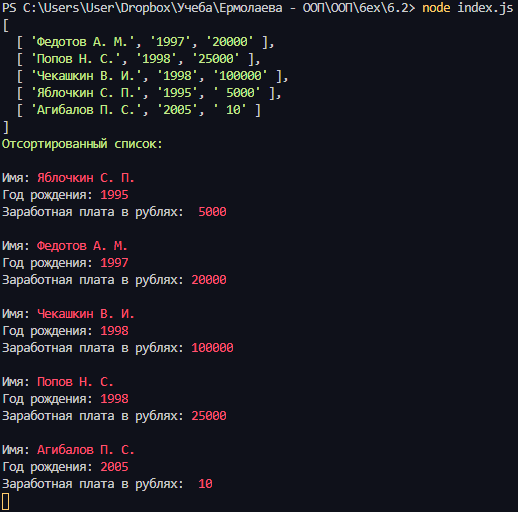 PS C:\Users\User\Dropbox\Учеба\Ермолаева - ООП\ООП\6ex\6.2> node index.js
[
  [ 'Федотов А. М.', '1997', '20000' ],
  [ 'Попов Н. С.', '1998', '25000' ],
  [ 'Чекашкин В. И.', '1998', '100000' ],
  [ 'Яблочкин С. П.', '1995', ' 5000' ],
  [ 'Агибалов П. С.', '2005', ' 10' ]
]
Отсортированный список:

Имя: Яблочкин С. П.
Год рождения: 1995
Заработная плата в рублях:  5000

Имя: Федотов А. М.
Год рождения: 1997
Заработная плата в рублях: 20000

Имя: Чекашкин В. И.
Год рождения: 1998
Заработная плата в рублях: 100000

Имя: Попов Н. С.
Год рождения: 1998
Заработная плата в рублях: 25000

Имя: Агибалов П. С.
Год рождения: 2005
Заработная плата в рублях:  10